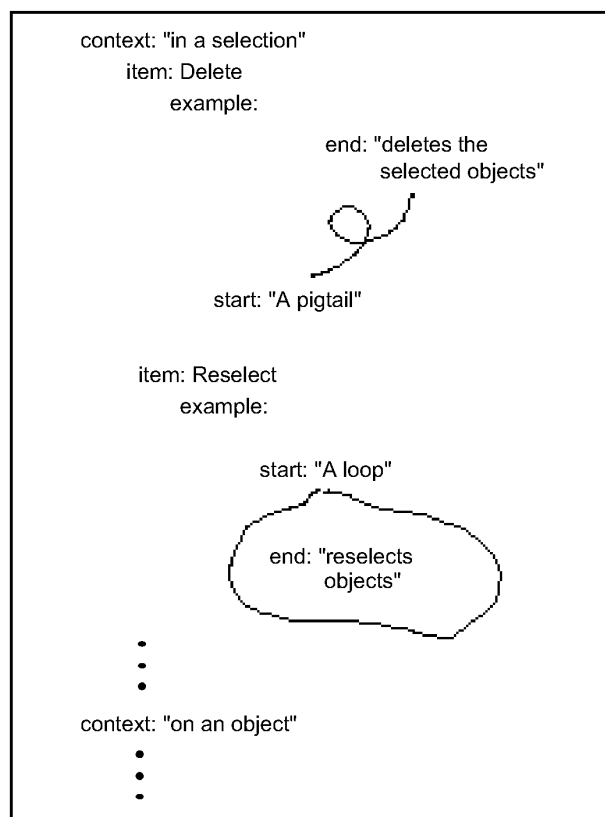 context: "in a selection"
item: Delete
example:
end: "deletes the
selected objects"
start: "A pigtail"
item: Reselect
example:
start: "A loop"
end: "reselects
objects"
context: "on an object"